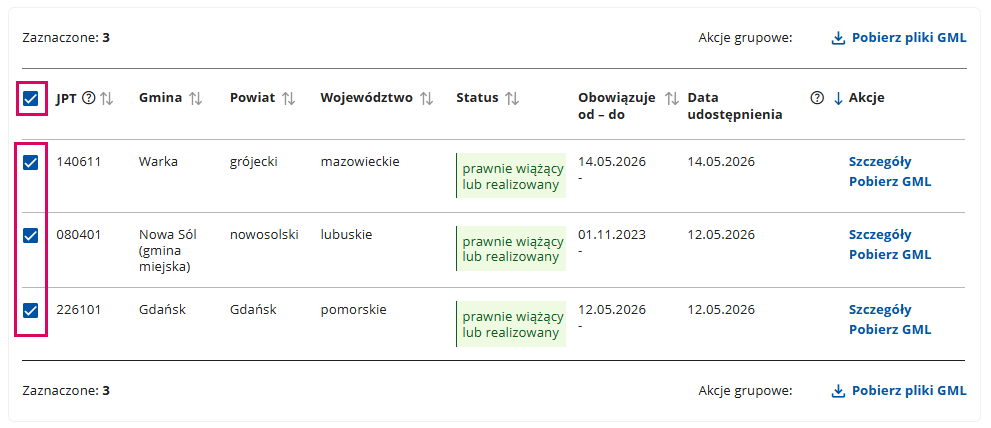 Zaznaczone: 3 Akcje grupowe: Pobierz pliki GML
JPT Gmina Powiat Województwo Status Obowiązuje od – do Data udostępnienia Akcje
140611 Warka grójecki mazowieckie prawnie wiążący lub realizowany 14.05.2026 - 14.05.2026 Szczegóły Pobierz GML
080401 Nowa Sól (gmina miejska) nowosolski lubuskie prawnie wiążący lub realizowany 01.11.2023 - 12.05.2026 Szczegóły Pobierz GML
226101 Gdańsk Gdańsk pomorskie prawnie wiążący lub realizowany 12.05.2026 - 12.05.2026 Szczegóły Pobierz GML
Zaznaczone: 3 Akcje grupowe: Pobierz pliki GML